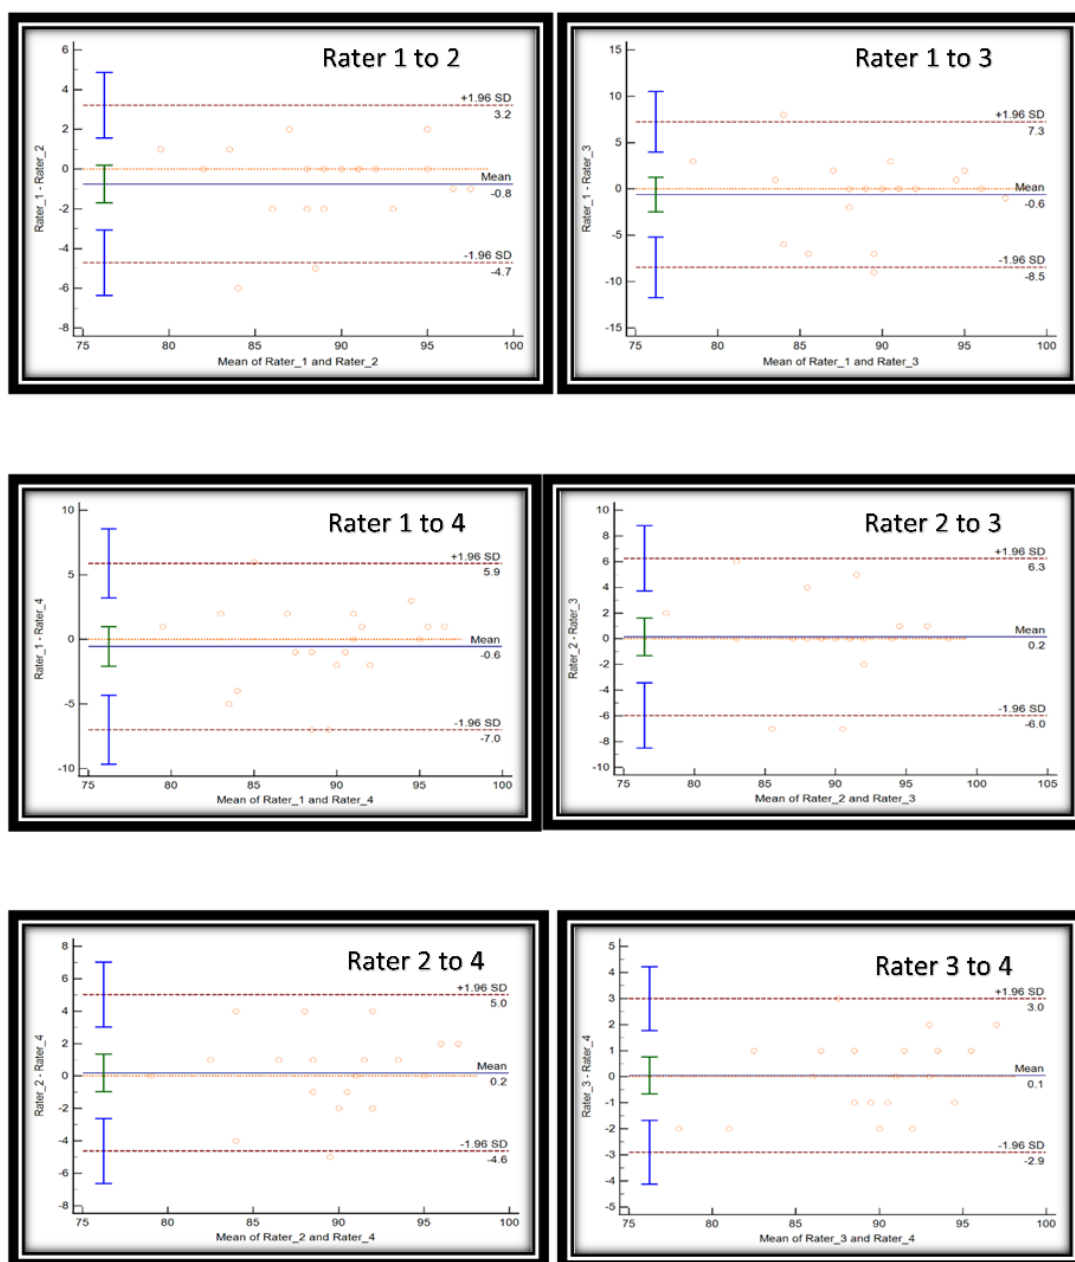 Rater 1 to 2
6
4
2
0
-2
-4
-6
-8
Rater_1 - Rater_2
+1.96 SD
3.2
Mean
-0.8
-1.96 SD
-4.7
75 80 85 90 95 100
Mean of Rater_1 and Rater_2
Rater 1 to 3
15
10
5
0
-5
-10
-15
Rater_1 - Rater_3
+1.96 SD
7.3
Mean
-0.6
-1.96 SD
-8.5
75 80 85 90 95 100
Mean of Rater_1 and Rater_3
Rater 1 to 4
10
5
0
-5
-10
Rater_1 - Rater_4
+1.96 SD
5.9
Mean
-0.6
-1.96 SD
-7.0
75 80 85 90 95 100
Mean of Rater_1 and Rater_4
Rater 2 to 3
10
8
6
4
2
0
-2
-4
-6
-8
-10
Rater_2 - Rater_3
+1.96 SD
6.3
Mean
0.2
-1.96 SD
-6.0
75 80 85 90 95 100 105
Mean of Rater_2 and Rater_3
Rater 2 to 4
8
6
4
2
0
-2
-4
-6
-8
Rater_2 - Rater_4
+1.96 SD
5.0
Mean
0.2
-1.96 SD
-4.6
75 80 85 90 95 100
Mean of Rater_2 and Rater_4
Rater 3 to 4
5
4
3
2
1
0
-1
-2
-3
-4
-5
Rater_3 - Rater_4
+1.96 SD
3.0
Mean
0.1
-1.96 SD
-2.9
75 80 85 90 95 100
Mean of Rater_3 and Rater_4